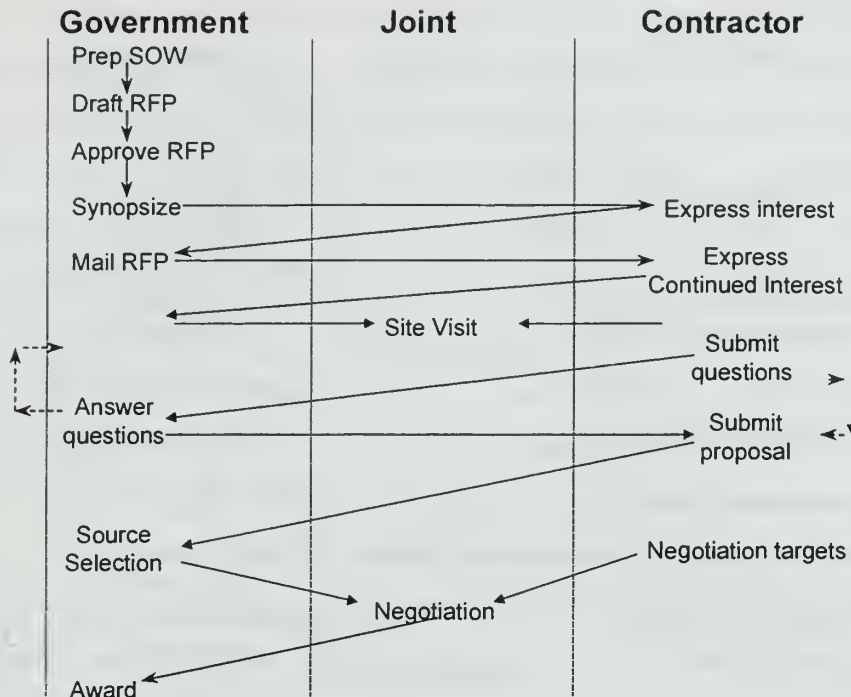 Government Joint Contractor
Prep SOW
Draft RFP
Approve RFP
Synopsize
Express interest
Mail RFP
Express
Continued Interest
Site Visit
Submit
questions
Answer
questions
Submit
proposal
Source
Selection
Negotiation targets
Negotiation
Award